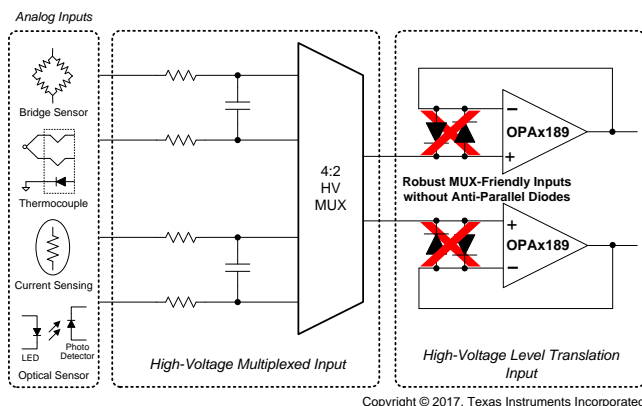 Analog Inputs
Bridge Sensor
Thermocouple
Current Sensing
LED
Photo
Detector
Optical Sensor
4:2
HV
MUX
High-Voltage Multiplexed Input
−
OPAx189
+
Robust MUX-Friendly Inputs
without Anti-Parallel Diodes
+
OPAx189
−
High-Voltage Level Translation
Input
Copyright © 2017, Texas Instruments Incorporated